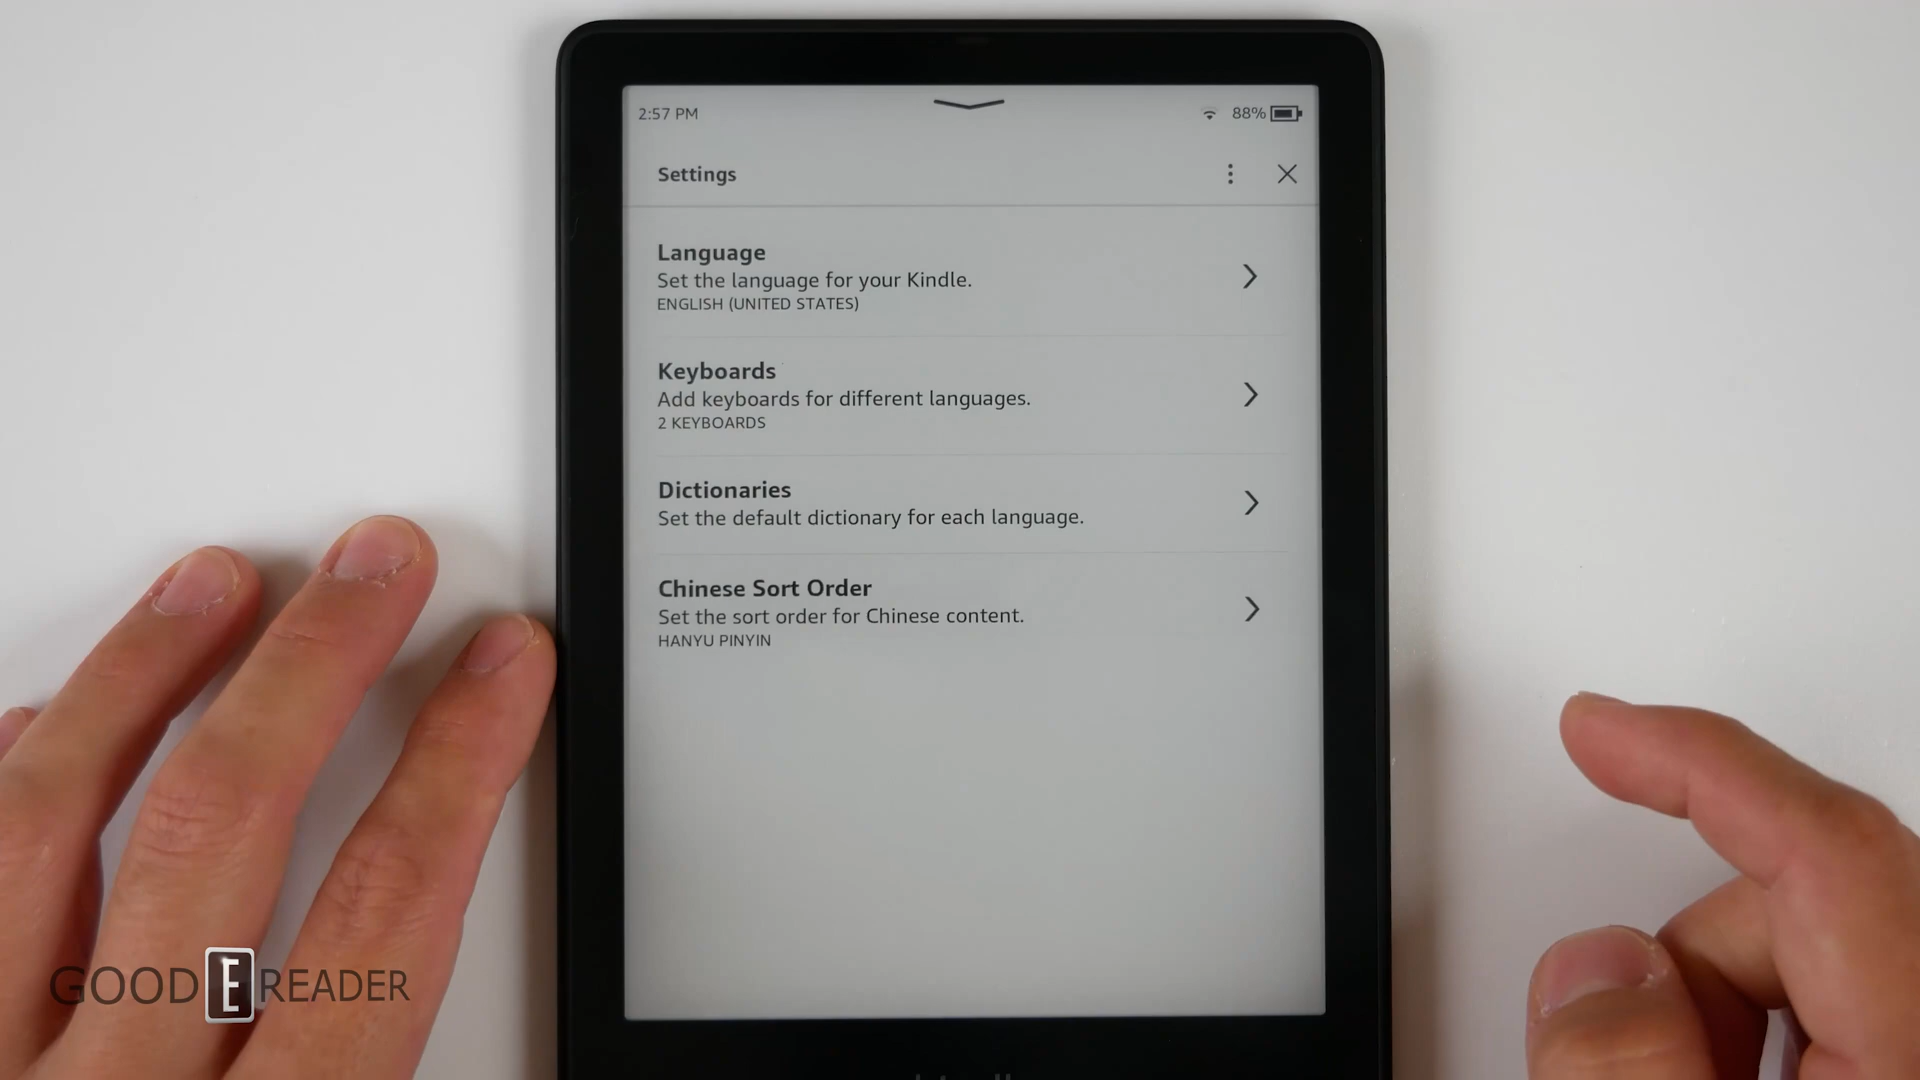 2:57 PM
88%
Settings
Language
Set the language for your Kindle.
ENGLISH (UNITED STATES)
Keyboards
Add keyboards for different languages.
2 KEYBOARDS
Dictionaries
Set the default dictionary for each language.
Chinese Sort Order
Set the sort order for Chinese content.
HANYU PINYIN
GOOD E READER